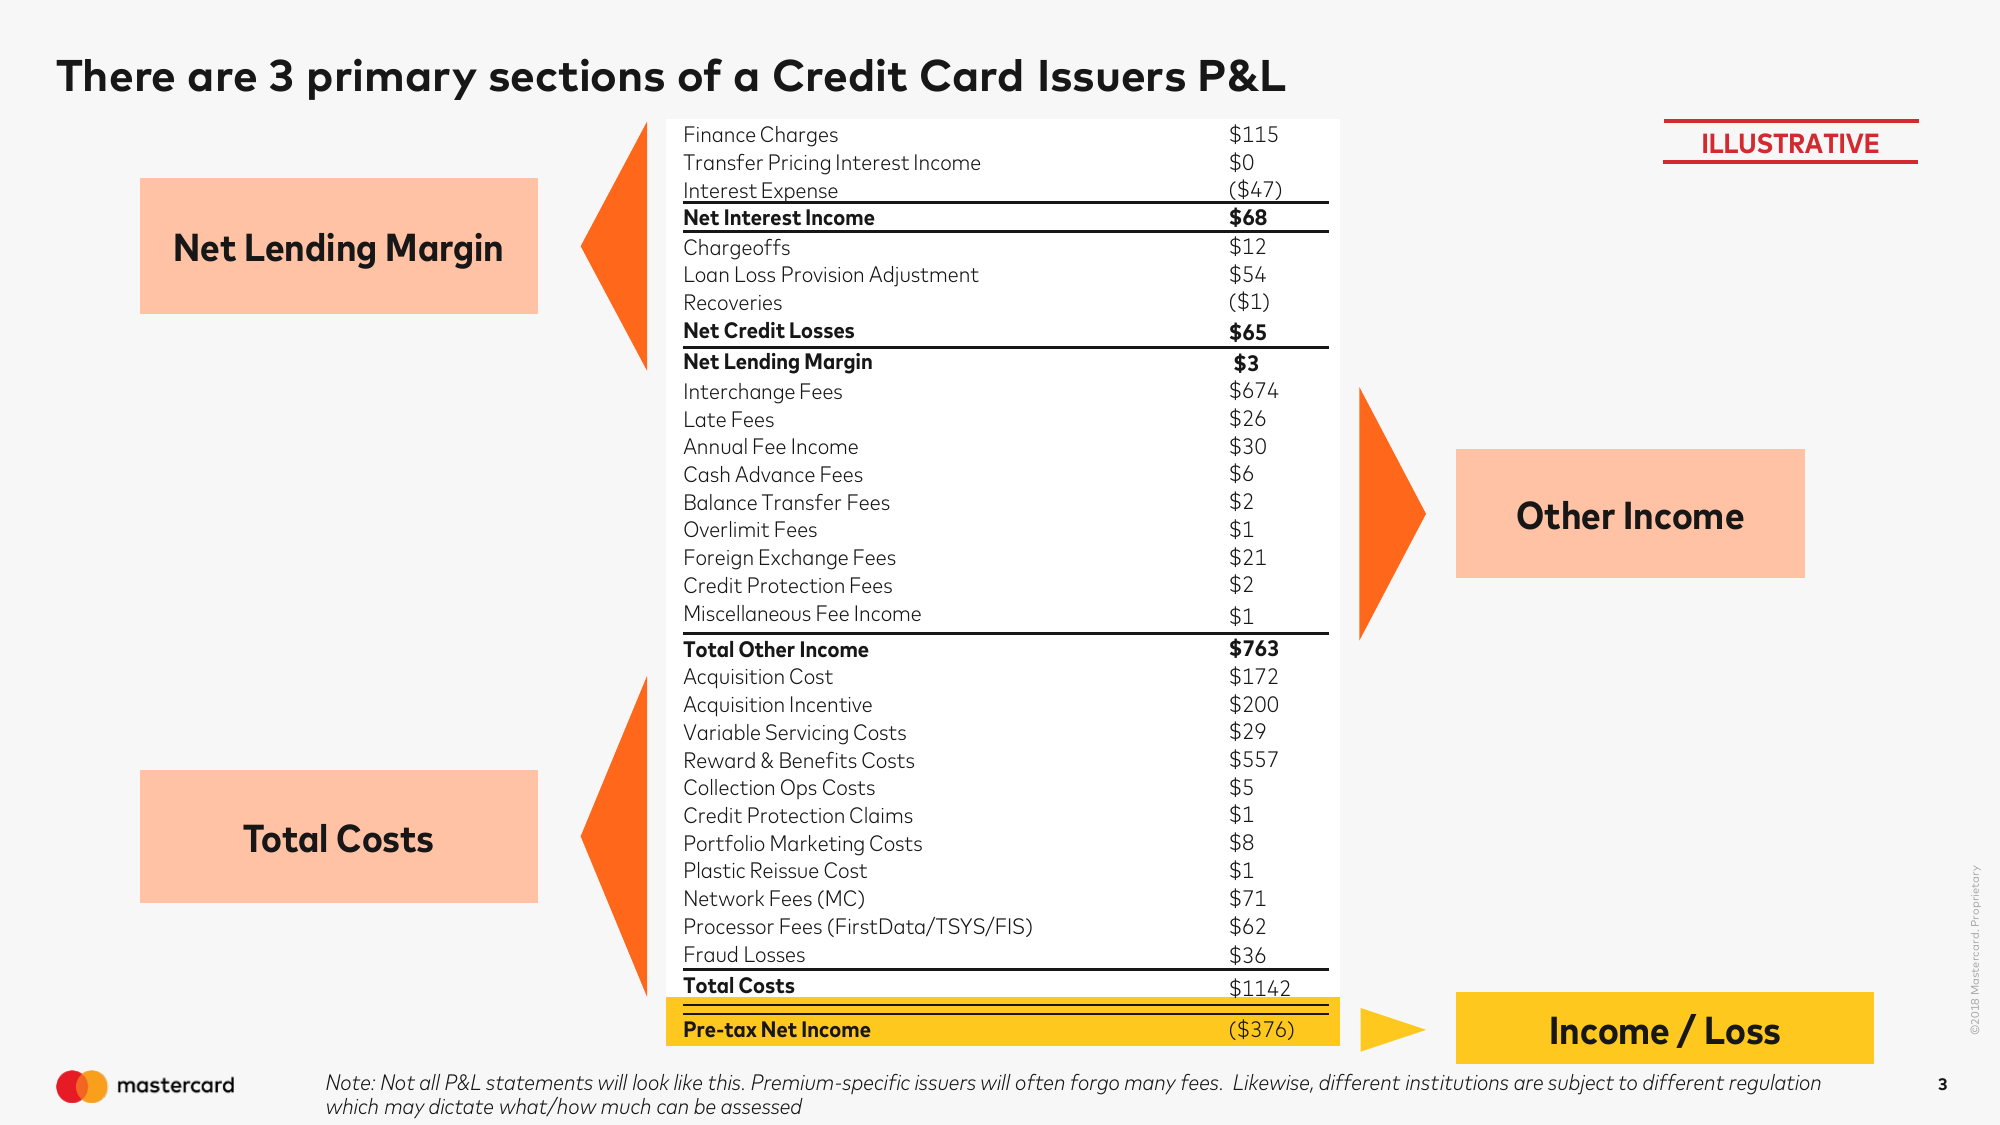 There are 3 primary sections of a Credit Card Issuers P&L
ILLUSTRATIVE
Net Lending Margin
Finance Charges $115
Transfer Pricing Interest Income $0
Interest Expense ($47)
Net Interest Income $68
Chargeoffs $12
Loan Loss Provision Adjustment $54
Recoveries ($1)
Net Credit Losses $65
Net Lending Margin $3
Interchange Fees $674
Late Fees $26
Annual Fee Income $30
Cash Advance Fees $6
Balance Transfer Fees $2
Overlimit Fees $1
Foreign Exchange Fees $21
Credit Protection Fees $2
Miscellaneous Fee Income $1
Other Income
Total Other Income $763
Acquisition Cost $172
Acquisition Incentive $200
Variable Servicing Costs $29
Reward & Benefits Costs $557
Collection Ops Costs $5
Credit Protection Claims $1
Portfolio Marketing Costs $8
Plastic Reissue Cost $1
Network Fees (MC) $71
Processor Fees (FirstData/TSYS/FIS) $62
Fraud Losses $36
Total Costs
Total Costs $1142
Pre-tax Net Income ($376)
Income / Loss
©2018 Mastercard. Proprietary
mastercard
Note: Not all P&L statements will look like this. Premium-specific issuers will often forgo many fees. Likewise, different institutions are subject to different regulation
which may dictate what/how much can be assessed
3